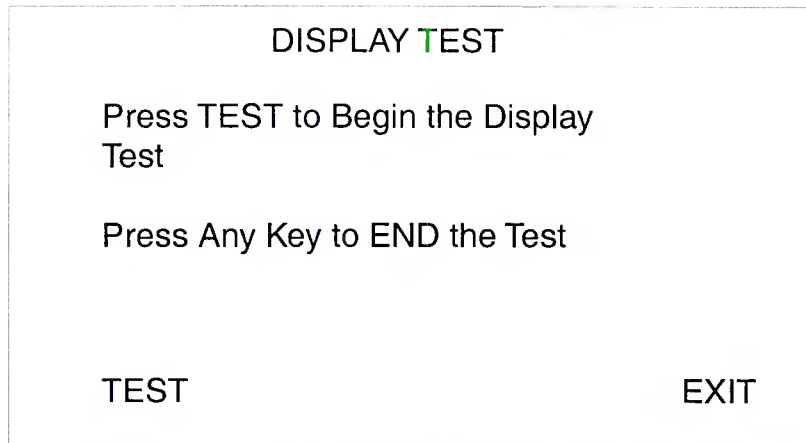 DISPLAY TEST
Press TEST to Begin the Display
Test
Press Any Key to END the Test
TEST EXIT